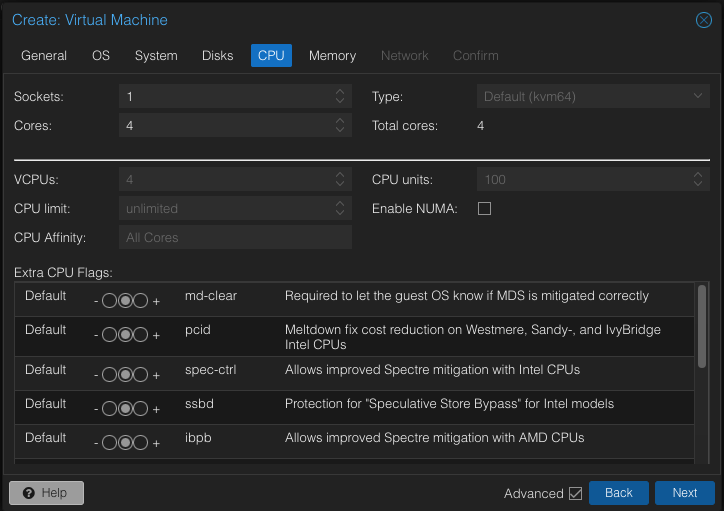 Create: Virtual Machine
General OS System Disks CPU Memory Network Confirm
Sockets: 1 Type: Default (kvm64)
Cores: 4 Total cores: 4
VCPUs: 4 CPU units: 100
CPU limit: unlimited Enable NUMA:
CPU Affinity: All Cores
Extra CPU Flags:
Default - + md-clear Required to let the guest OS know if MDS is mitigated correctly
Default - + pcid Meltdown fix cost reduction on Westmere, Sandy-, and IvyBridge
Intel CPUs
Default - + spec-ctrl Allows improved Spectre mitigation with Intel CPUs
Default - + ssbd Protection for "Speculative Store Bypass" for Intel models
Default - + ibpb Allows improved Spectre mitigation with AMD CPUs
? Help Advanced Back Next